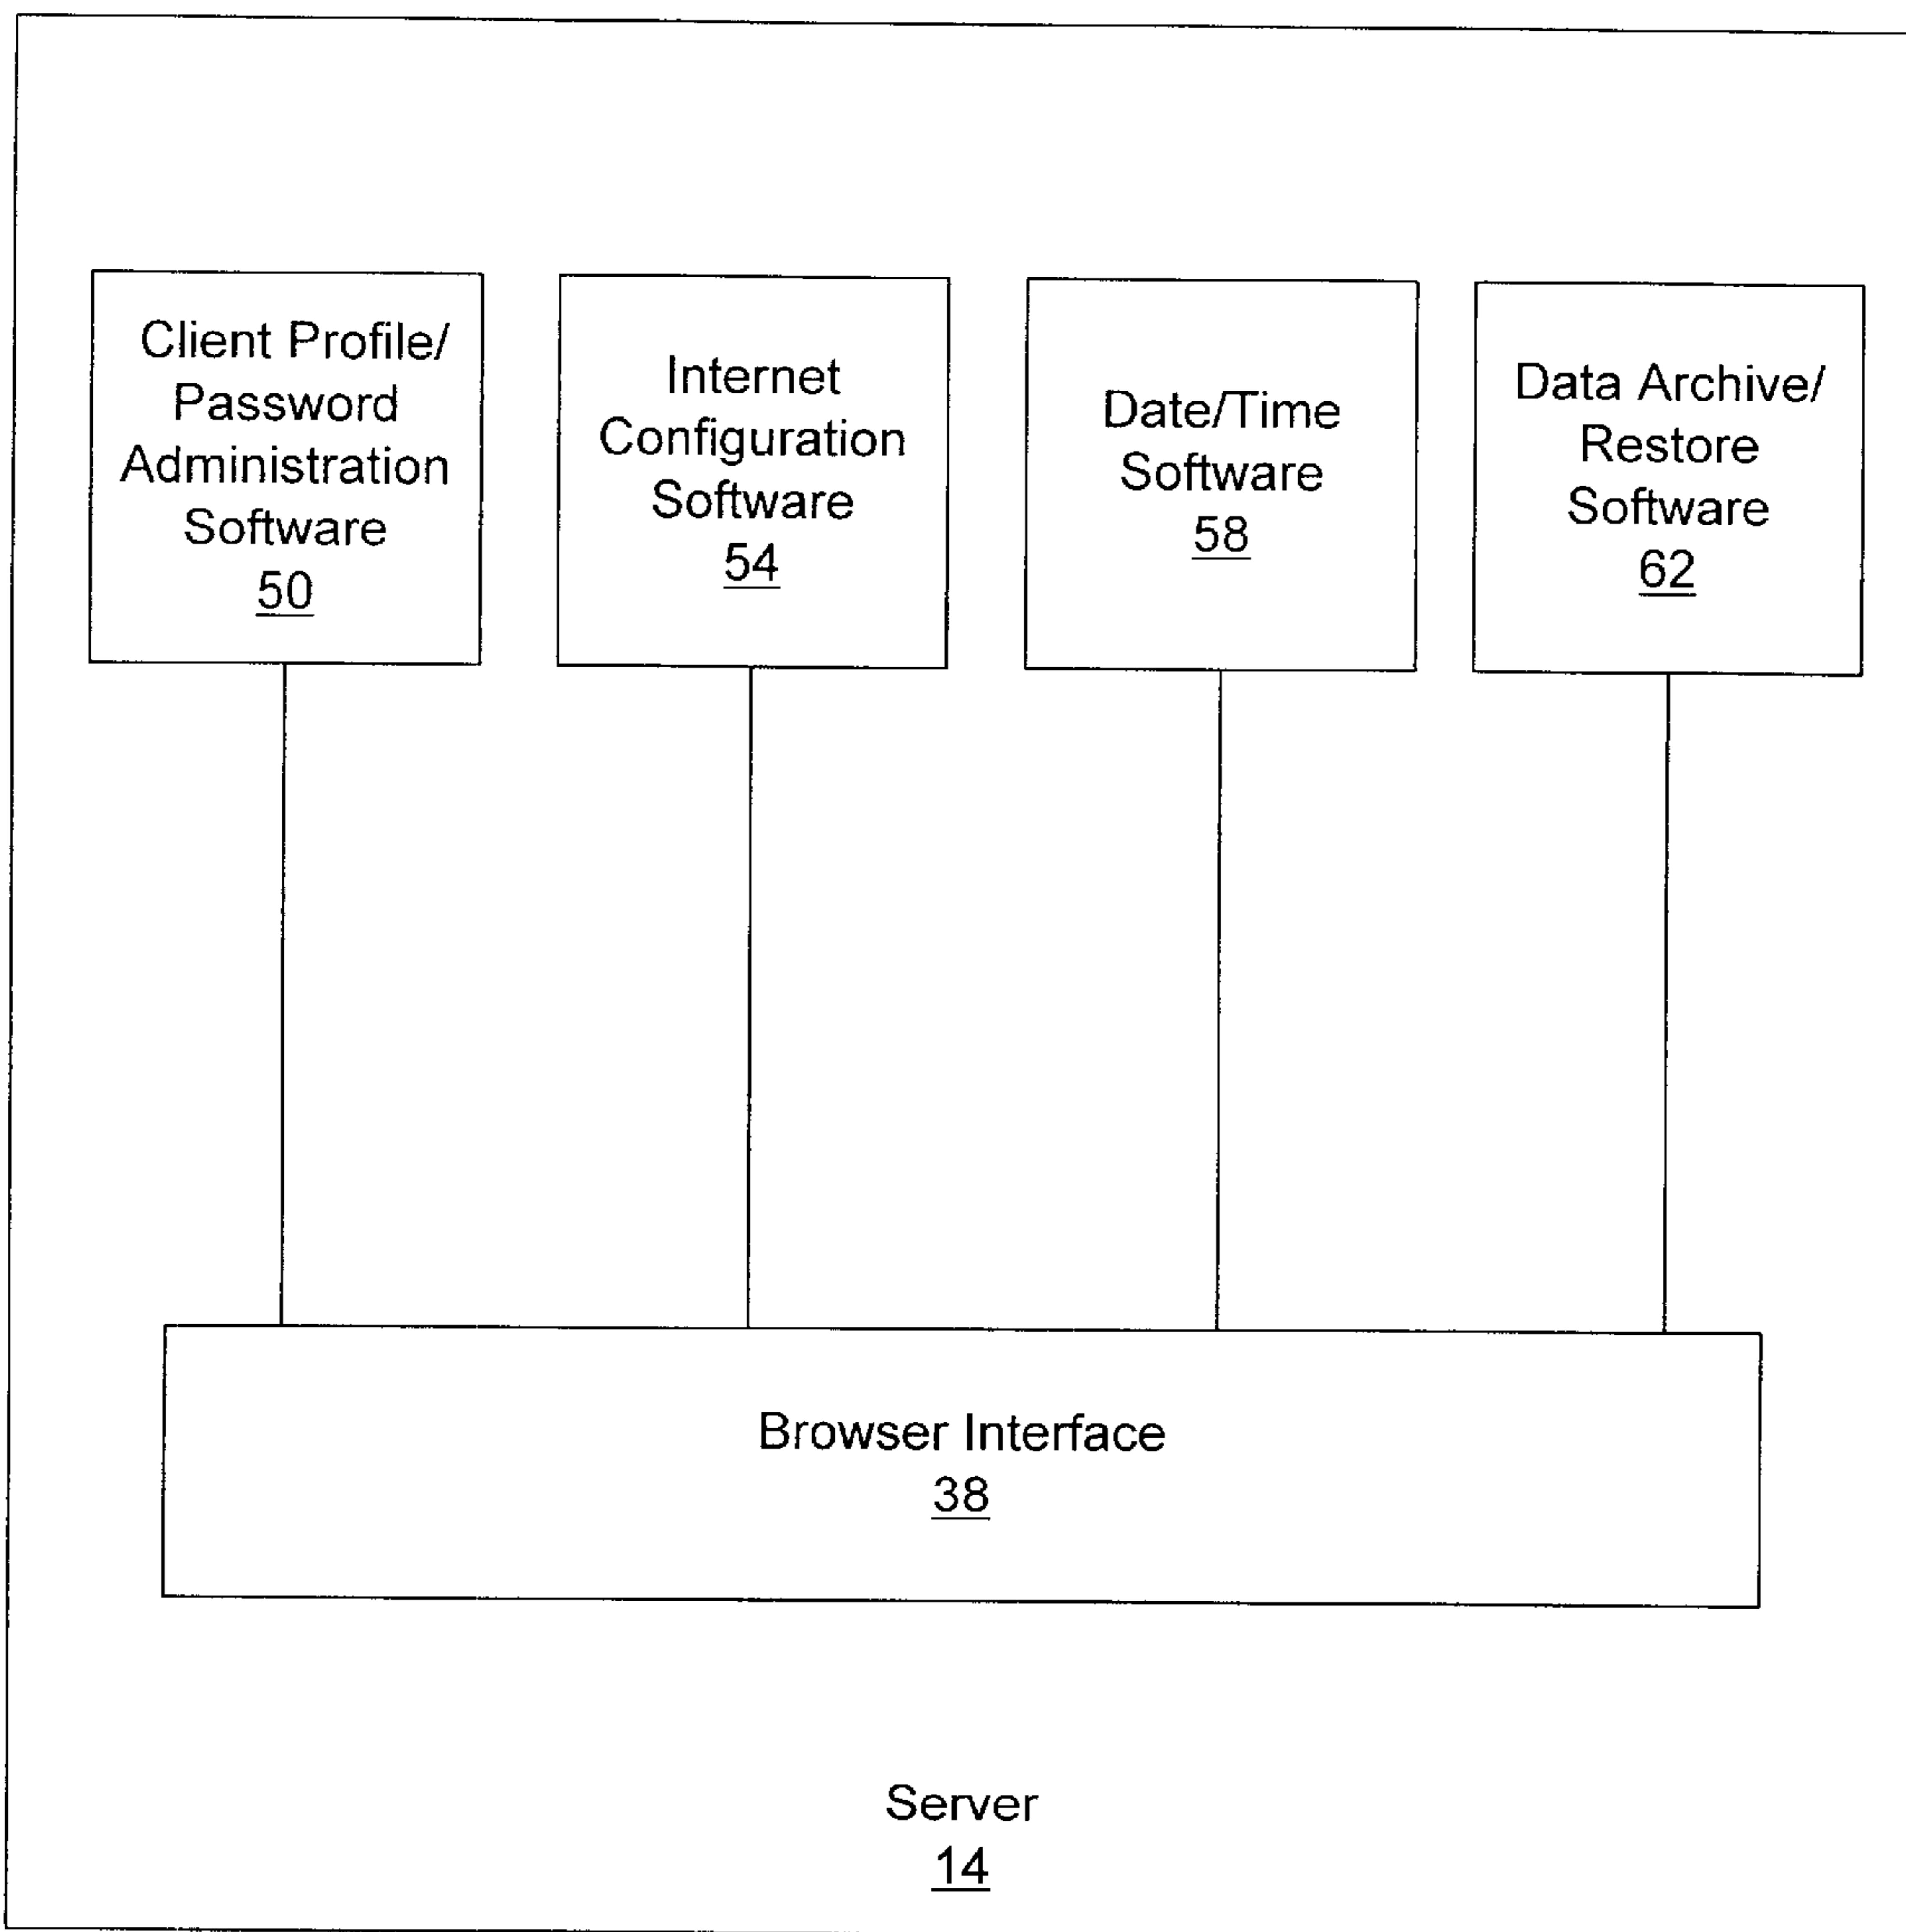 Client Profile/
Password
Administration
Software
50
Internet
Configuration
Software
54
Date/Time
Software
58
Data Archive/
Restore
Software
62
Browser Interface
38
Server
14